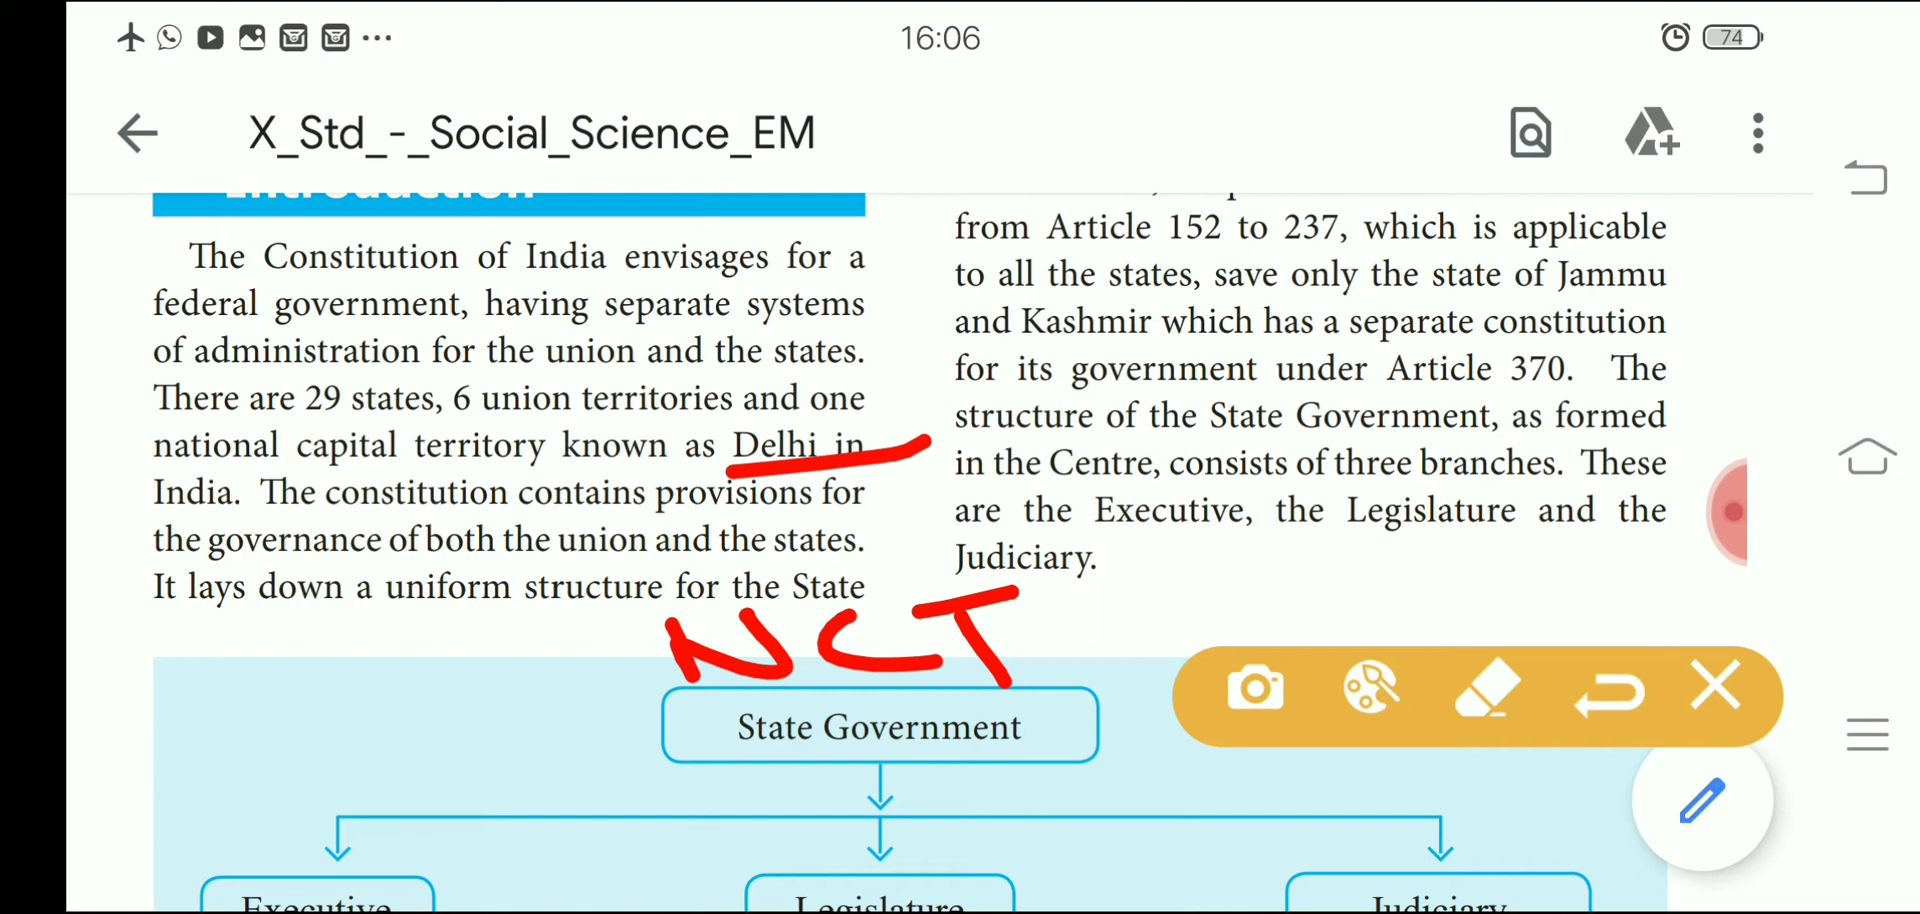 16:06
74
X_Std_-_Social_Science_EM
The Constitution of India envisages for a
federal government, having separate systems
of administration for the union and the states.
There are 29 states, 6 union territories and one
national capital territory known as Delhi in
India. The constitution contains provisions for
the governance of both the union and the states.
It lays down a uniform structure for the State
from Article 152 to 237, which is applicable
to all the states, save only the state of Jammu
and Kashmir which has a separate constitution
for its government under Article 370. The
structure of the State Government, as formed
in the Centre, consists of three branches. These
are the Executive, the Legislature and the
Judiciary.
NCT
State Government
Executive
Legislature
Judiciary